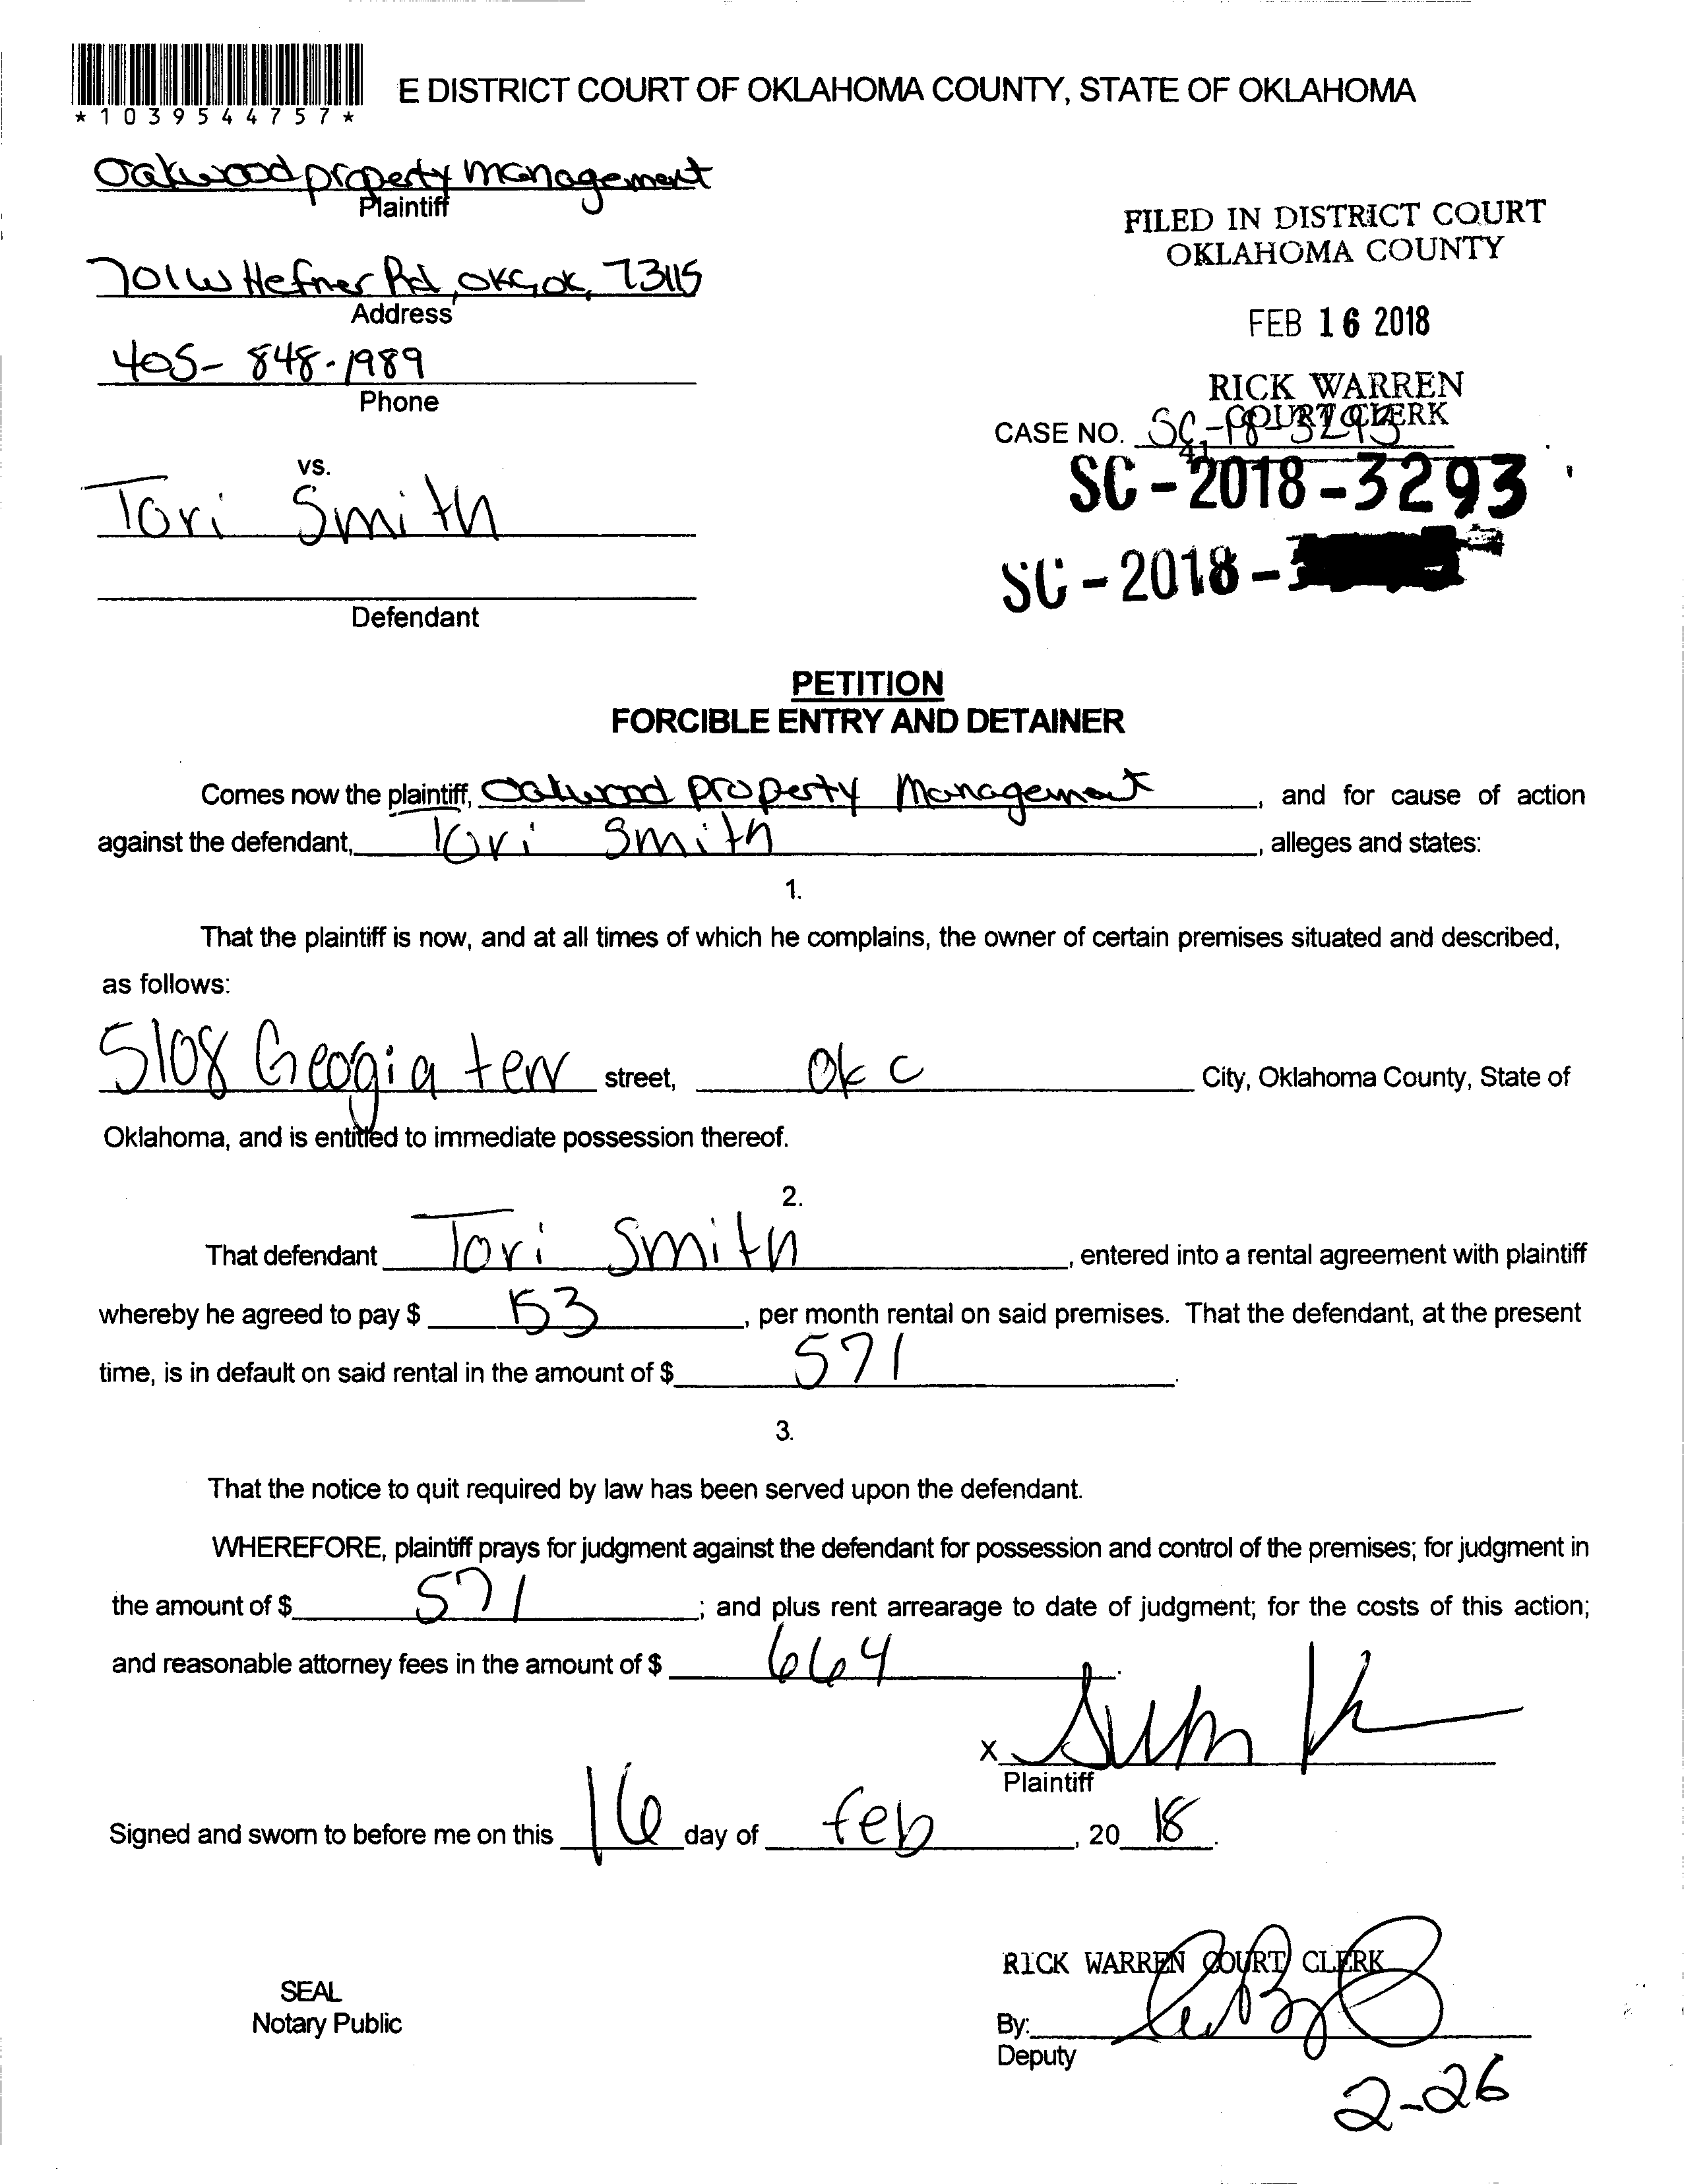 *1039544757*
E DISTRICT COURT OF OKLAHOMA COUNTY, STATE OF OKLAHOMA
Oakwood property management
Plaintiff
701 W Hefner Rd, OKC, OK, 73115
Address
405-848-1989
Phone
vs.
Tori Smith
Defendant
FILED IN DISTRICT COURT
OKLAHOMA COUNTY
FEB 16 2018
RICK WARREN
COURT CLERK
CASE NO. SC-18-3293
41
SC-2018-3293
SC-2018-
PETITION
FORCIBLE ENTRY AND DETAINER
Comes now the plaintiff, Oakwood property Management, and for cause of action
against the defendant, Tori Smith, alleges and states:
1.
That the plaintiff is now, and at all times of which he complains, the owner of certain premises situated and described,
as follows:
5108 Geogia terr street, OKC City, Oklahoma County, State of
Oklahoma, and is entitled to immediate possession thereof.
2.
That defendant Tori Smith, entered into a rental agreement with plaintiff
whereby he agreed to pay $ 153, per month rental on said premises. That the defendant, at the present
time, is in default on said rental in the amount of $ 571.
3.
That the notice to quit required by law has been served upon the defendant.
WHEREFORE, plaintiff prays for judgment against the defendant for possession and control of the premises; for judgment in
the amount of $ 571; and plus rent arrearage to date of judgment; for the costs of this action;
and reasonable attorney fees in the amount of $ 664.
X
Plaintiff
Signed and sworn to before me on this 16 day of feb, 20 18.
RICK WARREN COURT CLERK
SEAL
Notary Public
By:
Deputy
2-26